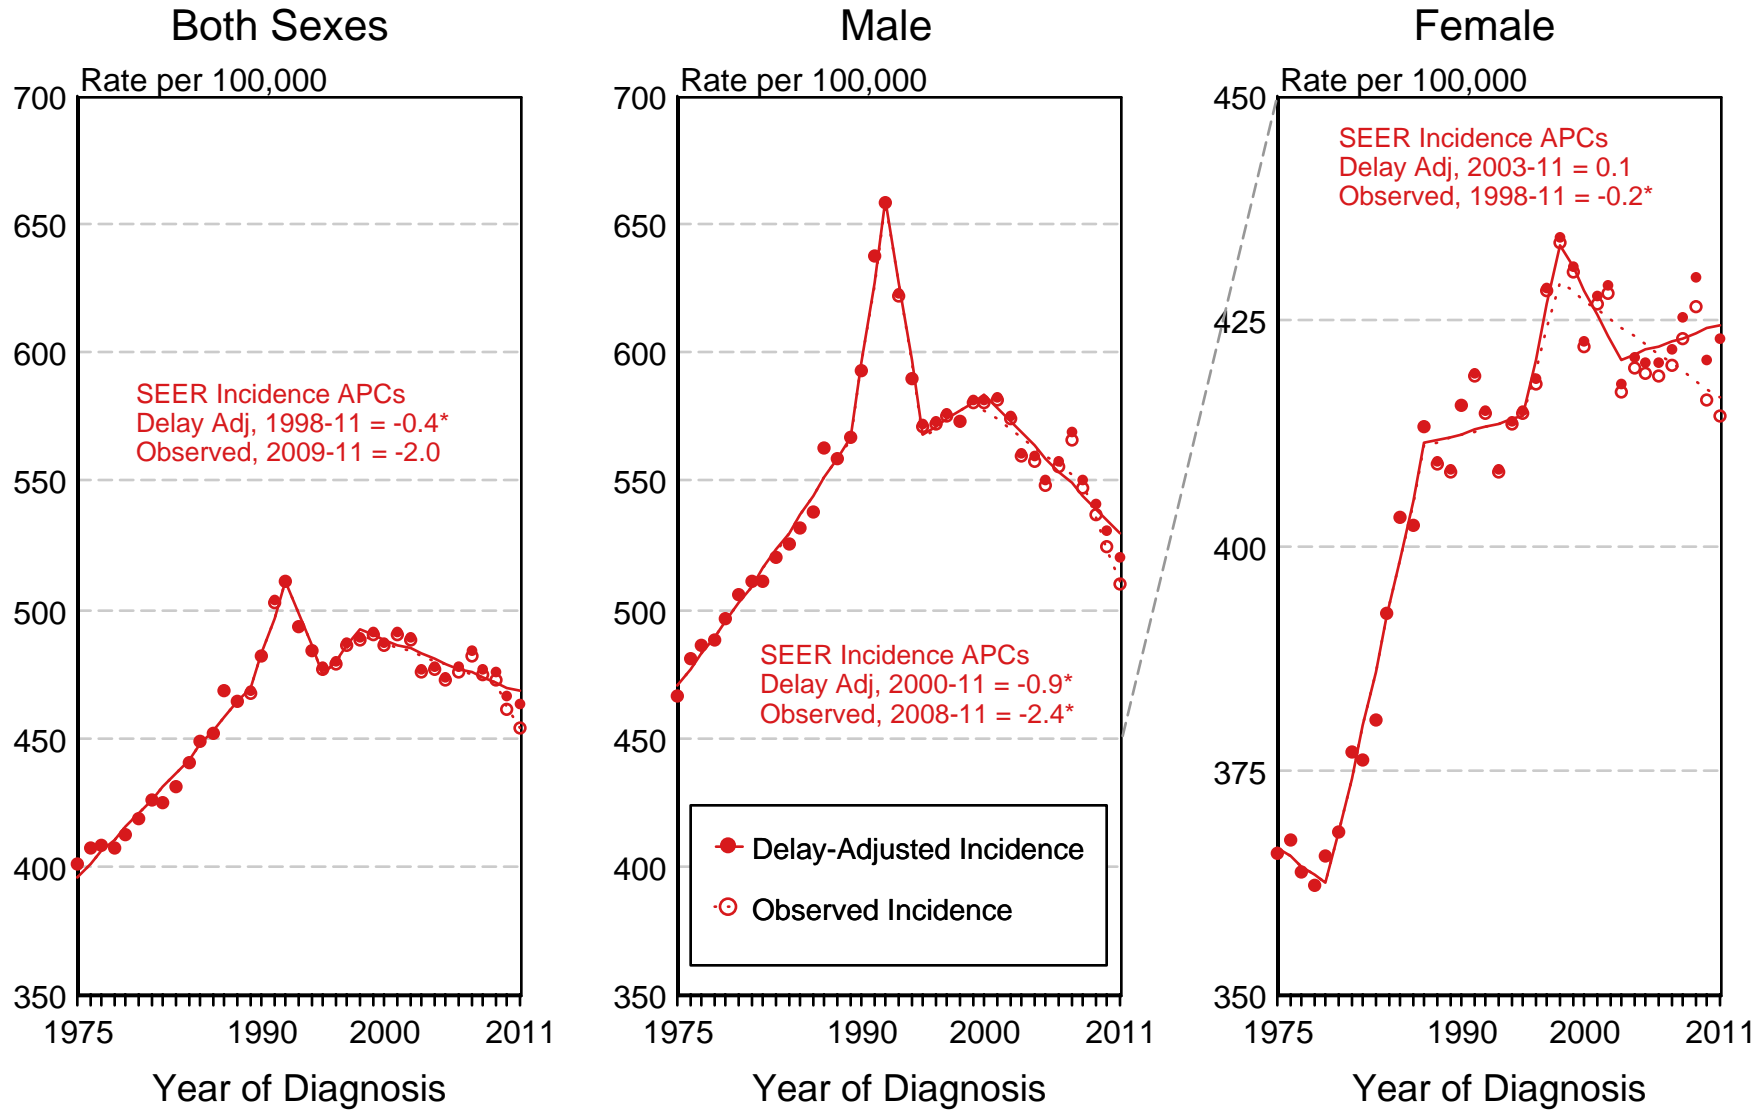 Both Sexes
Rate per 100,000
700
650
600
550
500
450
400
350
SEER Incidence APCs
Delay Adj, 1998-11 = -0.4*
Observed, 2009-11 = -2.0
1975
1990
2000
2011
Year of Diagnosis
Male
Rate per 100,000
700
650
600
550
500
450
400
350
SEER Incidence APCs
Delay Adj, 2000-11 = -0.9*
Observed, 2008-11 = -2.4*
Delay-Adjusted Incidence
Observed Incidence
1975
1990
2000
2011
Year of Diagnosis
Female
Rate per 100,000
450
425
400
375
350
SEER Incidence APCs
Delay Adj, 2003-11 = 0.1
Observed, 1998-11 = -0.2*
1975
1990
2000
2011
Year of Diagnosis